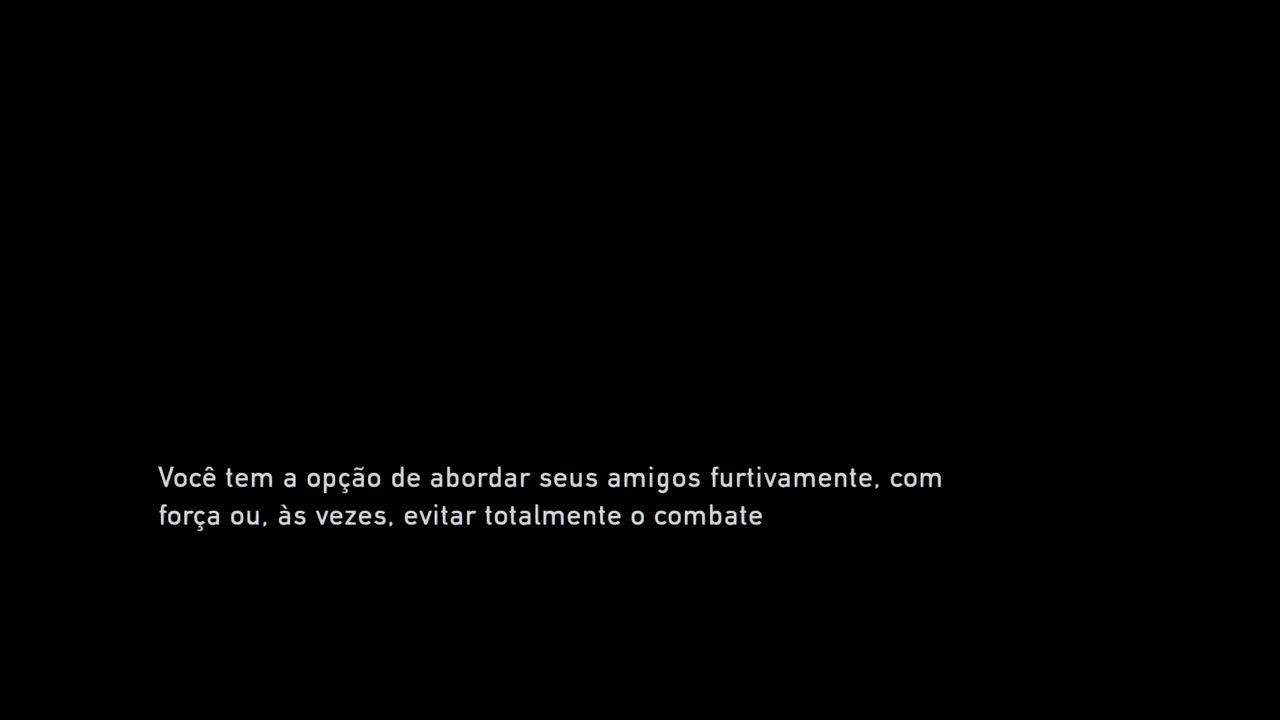 Você tem a opção de abordar seus amigos furtivamente, com
força ou, às vezes, evitar totalmente o combate